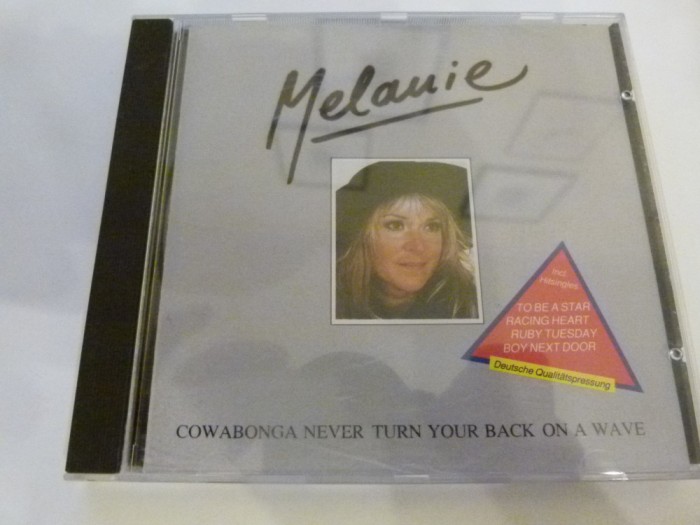 Melanie
Incl.
Hitsingles
TO BE A STAR
RACING HEART
RUBY TUESDAY
BOY NEXT DOOR
Deutsche Qualitätspressung
COWABONGA NEVER TURN YOUR BACK ON A WAVE